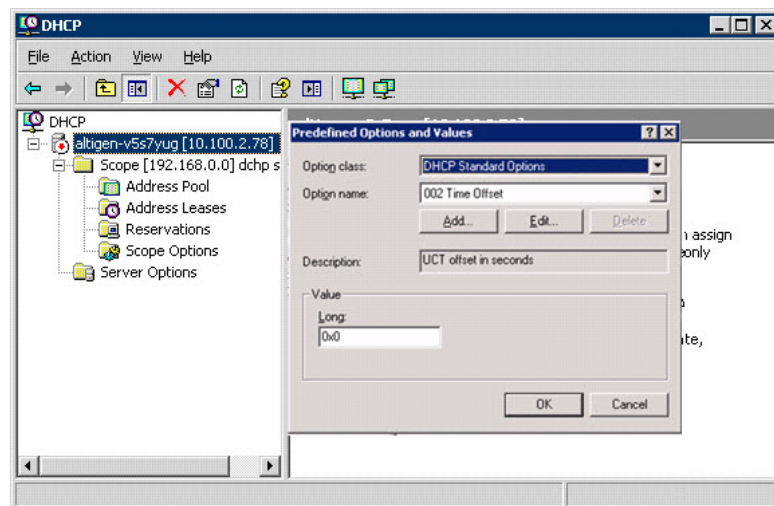 DHCP
File Action View Help
DHCP
altigen-v5s7yug [10.100.2.78]
Scope [192.168.0.0] dchp s
Address Pool
Address Leases
Reservations
Scope Options
Server Options
Predefined Options and Values
Option class: DHCP Standard Options
Option name: 002 Time Offset
Add... Edit... Delete
Description: UCT offset in seconds
Value
Long:
0x0
OK Cancel
assign